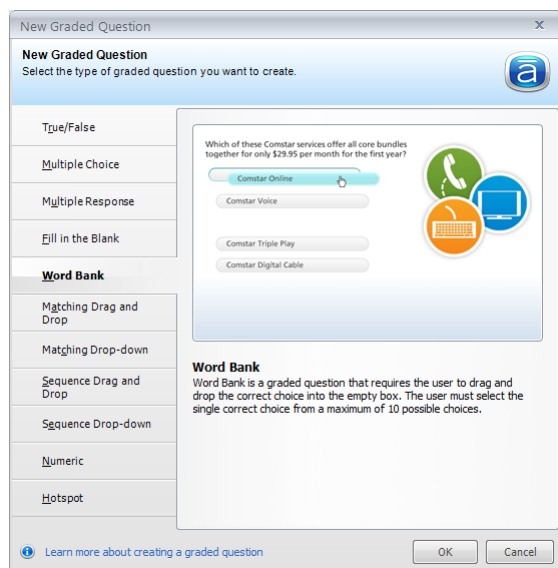 New Graded Question
x
New Graded Question
Select the type of graded question you want to create.
a
True/False
Multiple Choice
Multiple Response
Fill in the Blank
Word Bank
Matching Drag and
Drop
Matching Drop-down
Sequence Drag and
Drop
Sequence Drop-down
Numeric
Hotspot
Which of these Comstar services offer all core bundles
together for only $29.95 per month for the first year?
Comstar Online
Comstar Voice
Comstar Triple Play
Comstar Digital Cable
Word Bank
Word Bank is a graded question that requires the user to drag and
drop the correct choice into the empty box. The user must select the
single correct choice from a maximum of 10 possible choices.
Learn more about creating a graded question
OK
Cancel